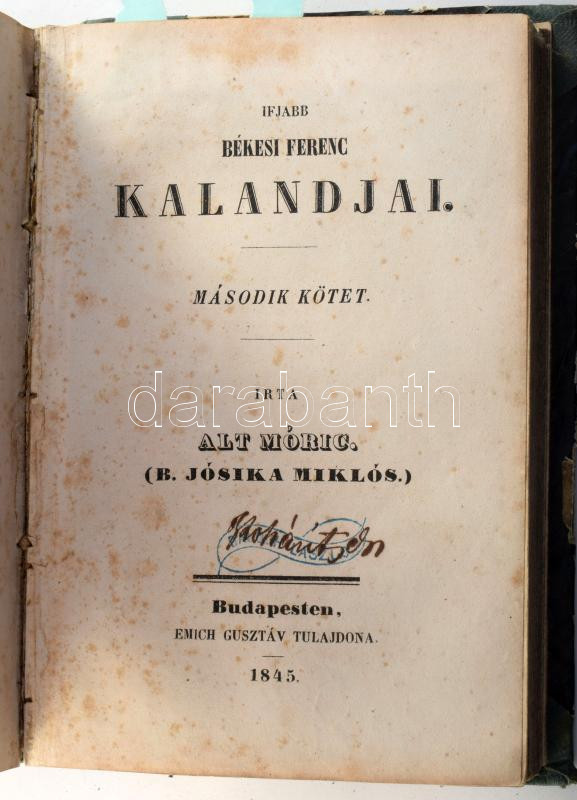 IFJABB
BÉKESI FERENC
KALANDJAI.
MÁSODIK KÖTET.
darabanth
IRTA
ALT MÓRIC.
(B. JÓSIKA MIKLÓS.)
Budapesten,
EMICH GUSZTÁV TULAJDONA.
1845.